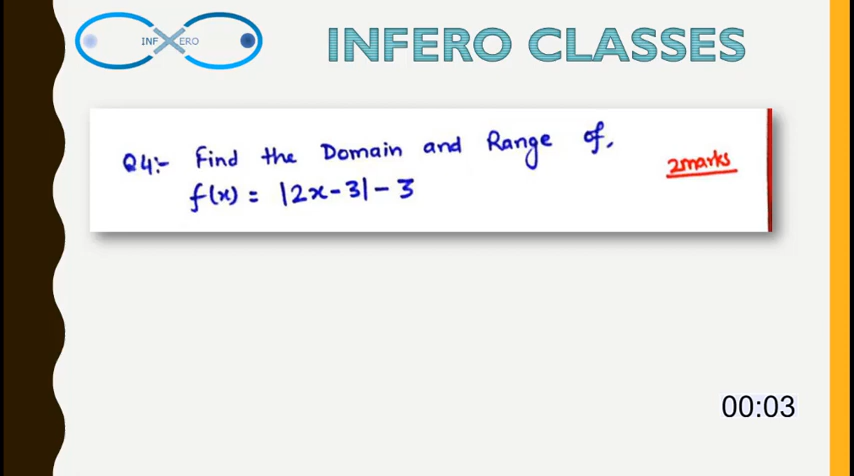 INF ERO
INFERO CLASSES
Q4:- Find the Domain and Range of.
2marks
f(x) = |2x-3| - 3
00:03